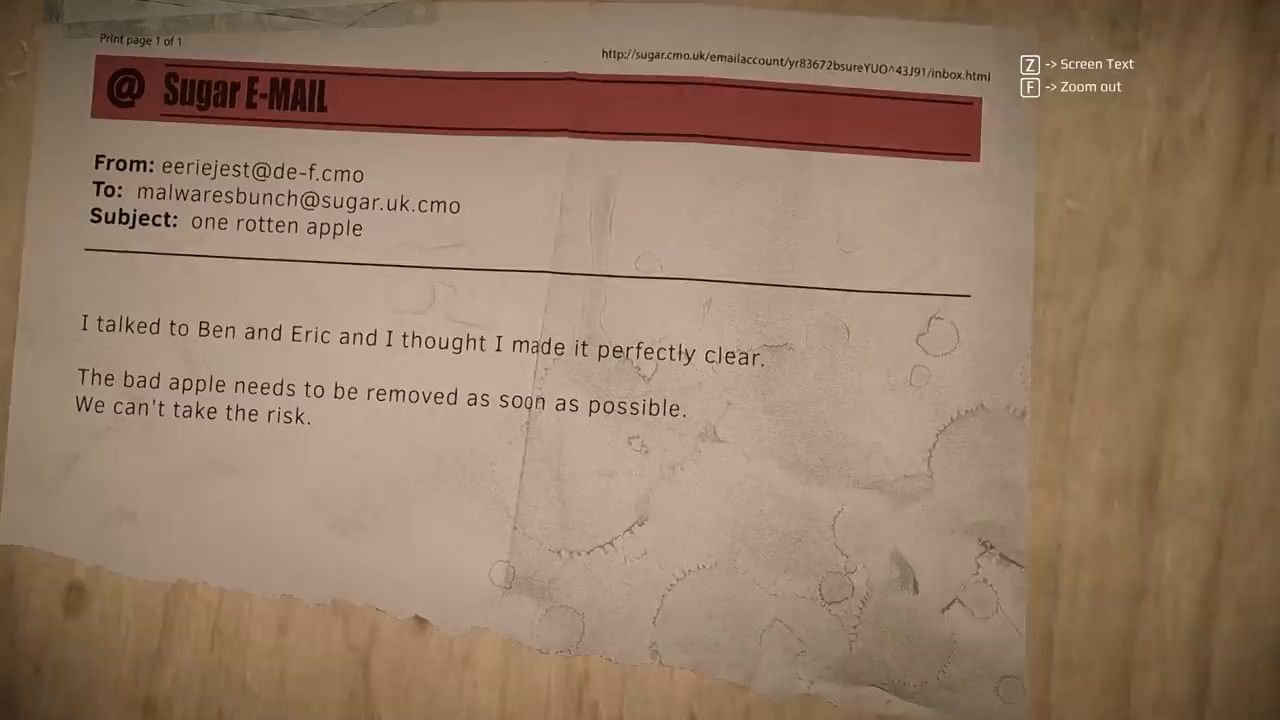 Print page 1 of 1
http://sugar.cmo.uk/emailaccount/yr83672bsureYUO^43J91/inbox.html
Z -> Screen Text
F -> Zoom out
@ Sugar E-MAIL
From: eeriejest@de-f.cmo
To: malwaresbunch@sugar.uk.cmo
Subject: one rotten apple
I talked to Ben and Eric and I thought I made it perfectly clear.
The bad apple needs to be removed as soon as possible.
We can't take the risk.